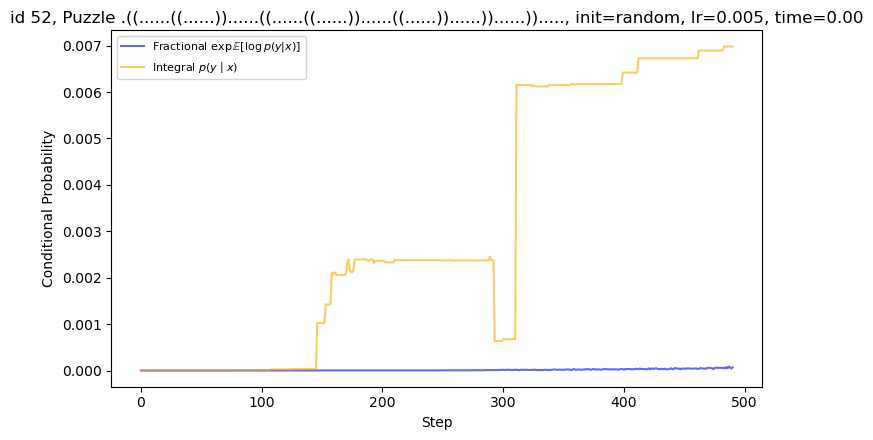 id 52, Puzzle .((......((......))......((......((......))......((......))......))......))....., init=random, lr=0.005, time=0.00
Fractional exp𝔼[log p(y|x)]
Integral p(y | x)
Conditional Probability
0.007
0.006
0.005
0.004
0.003
0.002
0.001
0.000
0 100 200 300 400 500
Step